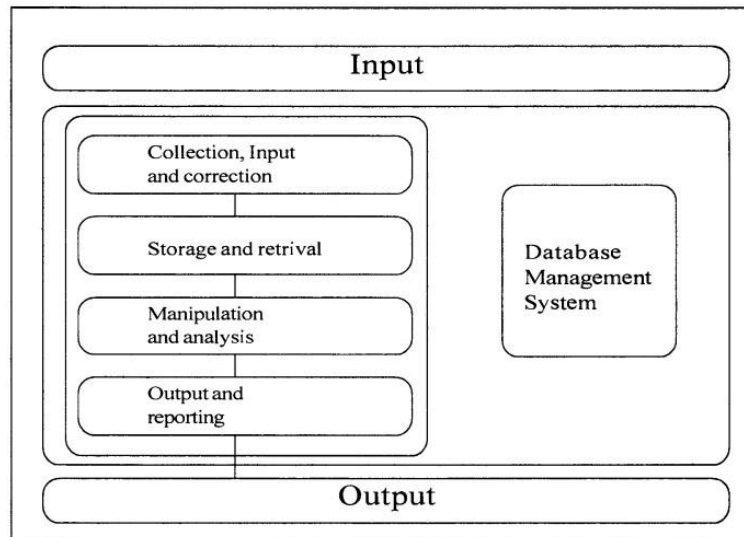 Input
Collection, Input
and correction
Storage and retrival
Manipulation
and analysis
Output and
reporting
Database
Management
System
Output